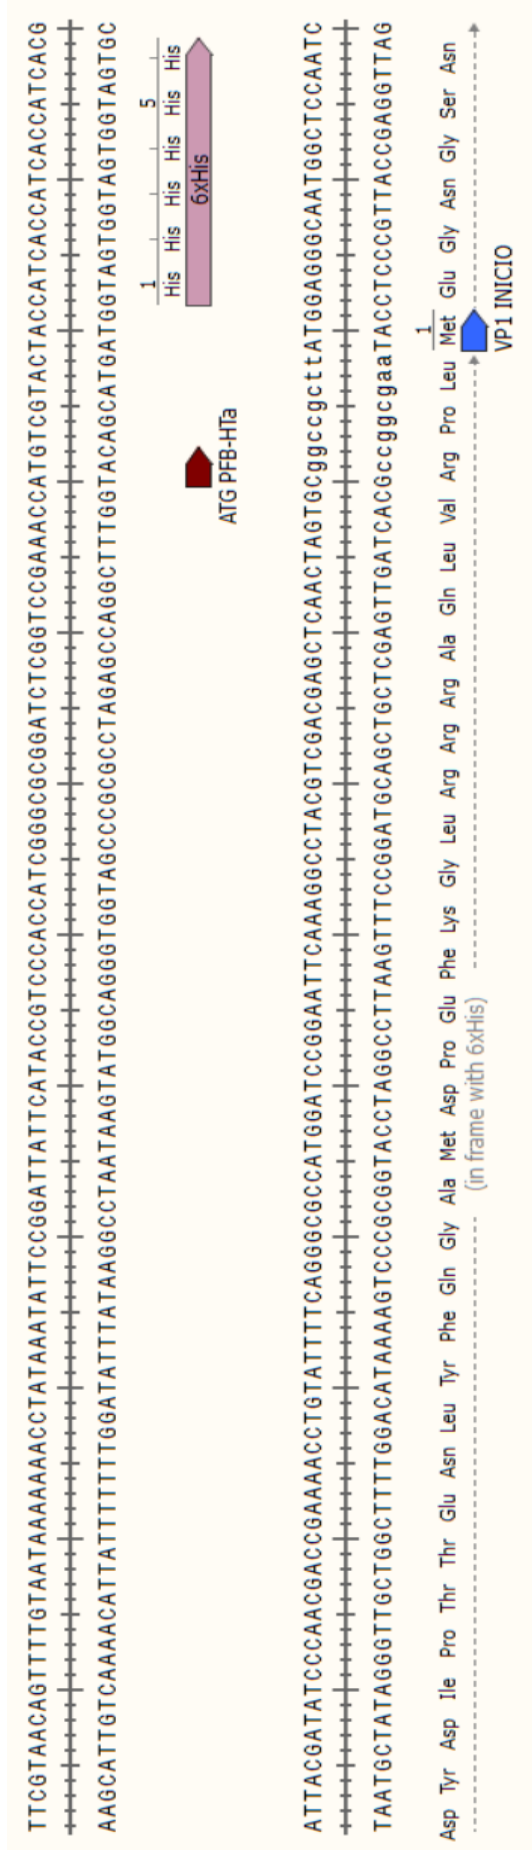 TTCGTAACAGTTTTGTAATAAAAAAACCTATAAATATTCCGGATTATTCATACCGTCCCACCATCGGGCGCGGATCTCGGTCCGAAACCATGTCGTACTACCATCACCATCACCATCACG
AAGCATTGTCAAAACATTATTTTTTTGGATATTTATAAGGCCTAATAAGTATGGCAGGGTGGTAGCCCGCGCCTAGAGCCAGGCTTTGGTACAGCATGATGGTAGTGGTAGTGGTAGTGC
1 5
His His His His His His
6xHis
ATG PFB-HTa
ATTACGATATCCCAACGACCGAAAACCTGTATTTTCAGGGCGCCATGGATCCGGAATTCAAAGGCCTACGTCGACGAGCTCAACTAGTGCggccgcttATGGAGGGCAATGGCTCCAATC
TAATGCTATAGGGTTGCTGGCTTTTGGACATAAAAGTCCCGCGGTACCTAGGCCTTAAGTTTCCGGATGCAGCTGCTCGAGTTGATCACGccggcgaaTACCTCCCGTTACCGAGGTTAG
1
Asp Tyr Asp Ile Pro Thr Thr Glu Asn Leu Tyr Phe Gln Gly Ala Met Asp Pro Glu Phe Lys Gly Leu Arg Arg Arg Ala Gln Leu Val Arg Pro Leu Met Glu Gly Asn Gly Ser Asn
(in frame with 6xHis)
VP1 INICIO